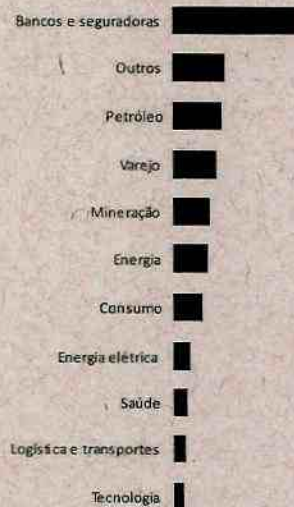 Bancos e seguradoras
Outros
Petróleo
Varejo
Mineração
Energia
Consumo
Energia elétrica
Saúde
Logística e transportes
Tecnologia